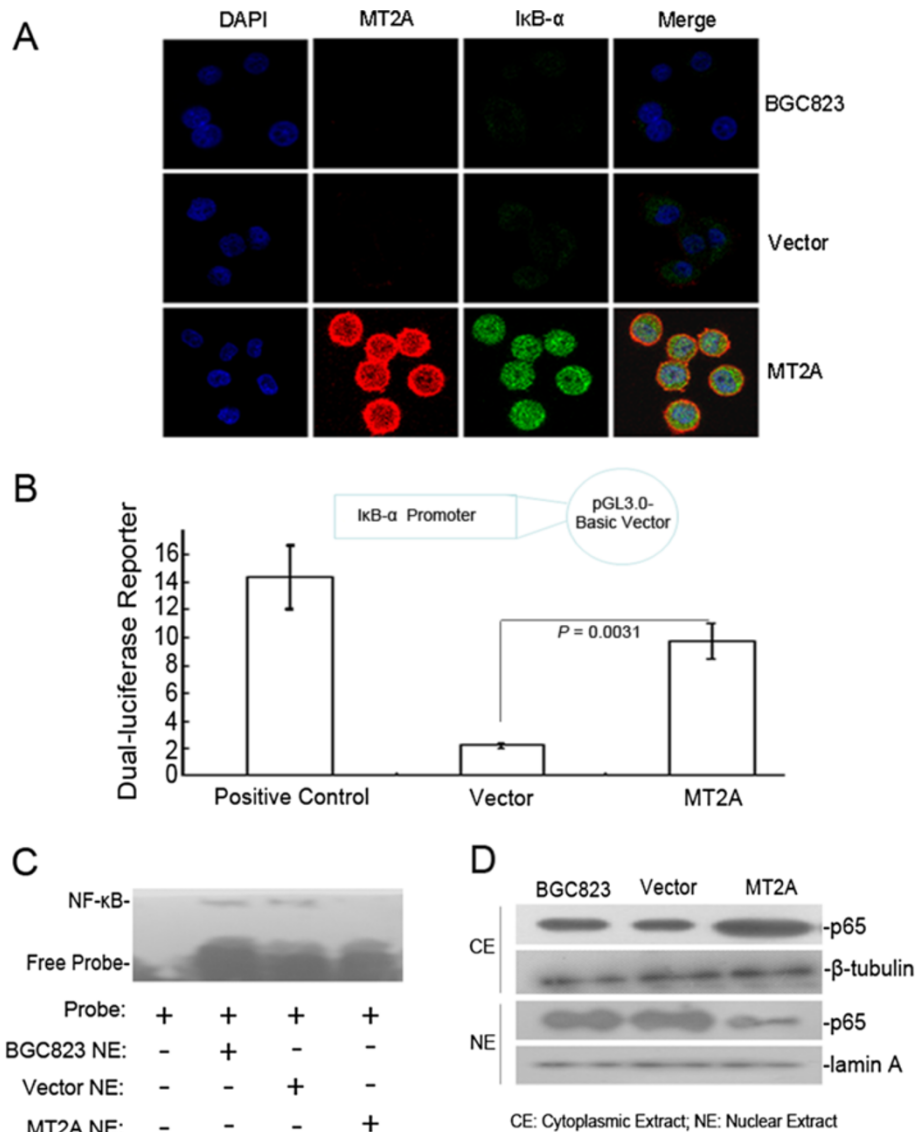 A
DAPI MT2A IκB-α Merge
BGC823
Vector
MT2A
B
IκB-α Promoter
pGL3.0-
Basic Vector
Dual-luciferase Reporter
16
14
12
10
8
6
4
2
0
P = 0.0031
Positive Control Vector MT2A
C
NF-κB-
Free Probe-
Probe: + + + +
BGC823 NE: - + - -
Vector NE: - - + -
MT2A NE: - - - +
D
BGC823 Vector MT2A
CE
-p65
-β-tubulin
NE
-p65
-lamin A
CE: Cytoplasmic Extract; NE: Nuclear Extract